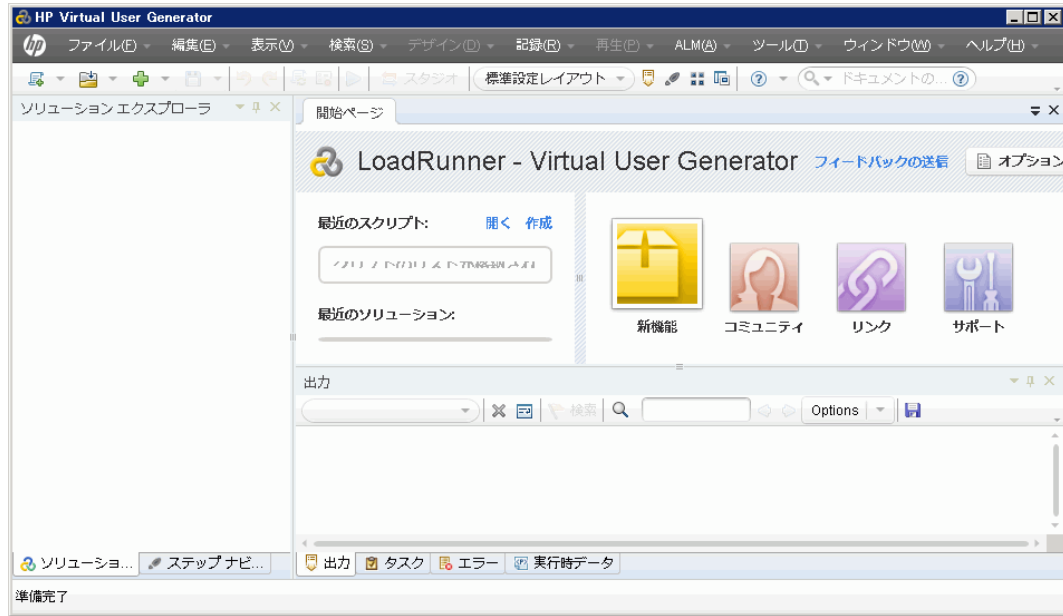 HP Virtual User Generator
hp ファイル(F) 編集(E) 表示(V) 検索(S) デザイン(D) 記録(R) 再生(P) ALM(A) ツール(T) ウィンドウ(W) ヘルプ(H)
スタジオ 標準設定レイアウト ドキュメントの...
ソリューション エクスプローラ
開始ページ
LoadRunner - Virtual User Generator フィードバックの送信 オプション
最近のスクリプト: 開く 作成
最近のソリューション:
新機能 コミュニティ リンク サポート
出力
検索 Options
ソリューショ... ステップ ナビ... 出力 タスク エラー 実行時データ
準備完了